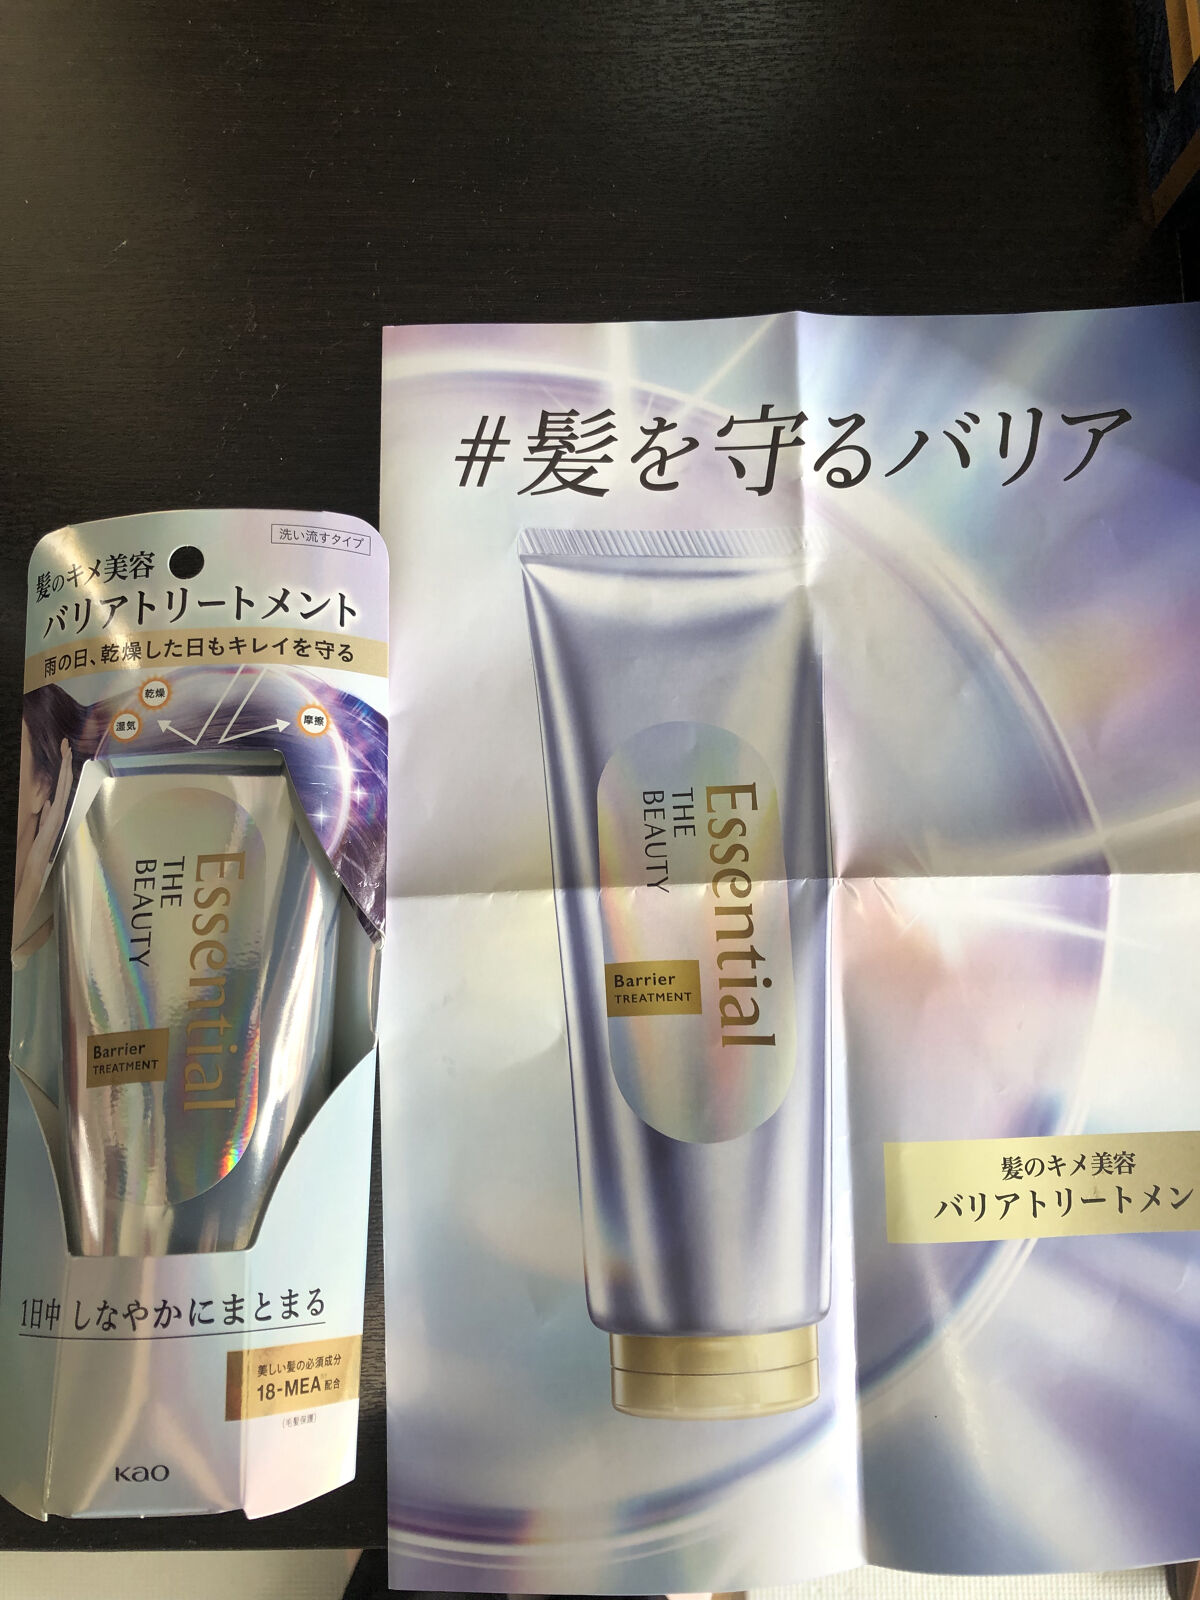 #髪を守るバリア
Essential
THE
BEAUTY
Barrier
TREATMENT
髪のキメ美容
バリアトリートメン
洗い流すタイプ
髪のキメ美容
バリアトリートメント
雨の日、乾燥した日もキレイを守る
乾燥
湿気
摩擦
イメージ
Essential
THE
BEAUTY
Barrier
TREATMENT
1日中 しなやかにまとまる
美しい髪の必須成分
18-MEA配合
(毛髪保護)
Kao